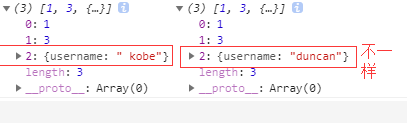 (3) [1, 3, {…}] i
0: 1
1: 3
2: {username: " kobe"}
length: 3
__proto__: Array(0)
(3) [1, 3, {…}] i
0: 1
1: 3
2: {username: "duncan"}
length: 3
__proto__: Array(0)
不一
样